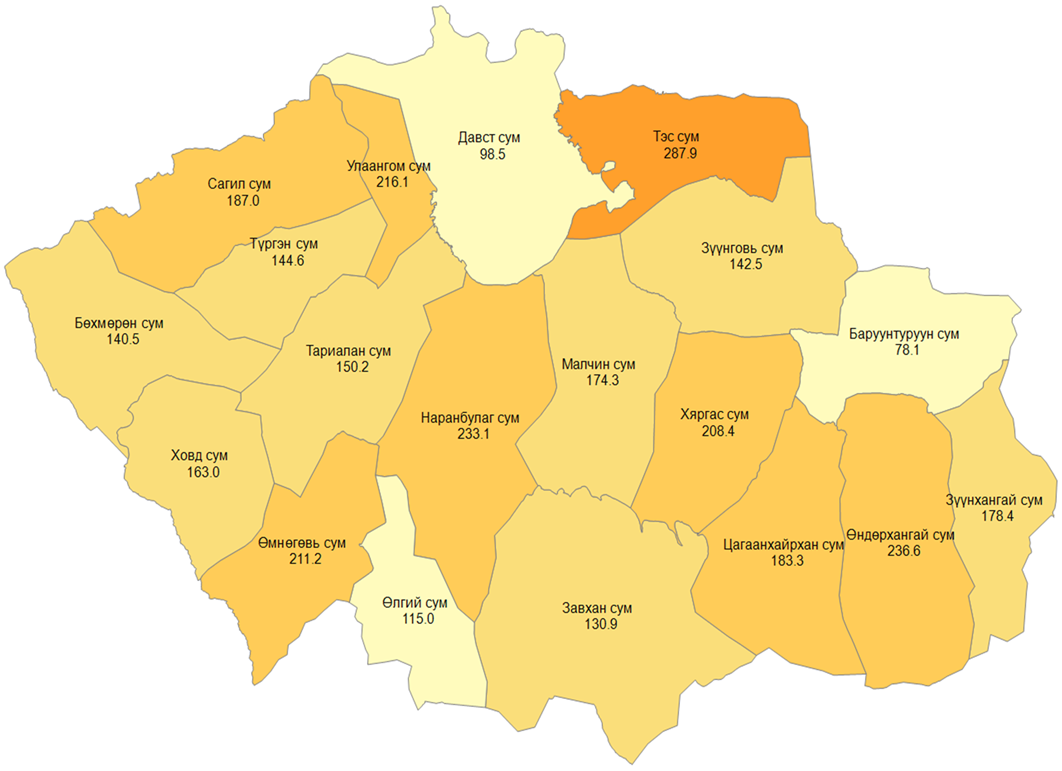 Давст сум
98.5
Тэс сум
287.9
Улаангом сум
216.1
Сагил сум
187.0
Түргэн сум
144.6
Зүүнговь сум
142.5
Бөхмөрөн сум
140.5
Баруунтуруун сум
78.1
Тариалан сум
150.2
Малчин сум
174.3
Наранбулаг сум
233.1
Хяргас сум
208.4
Ховд сум
163.0
Зүүнхангай сум
178.4
Өмнөговь сум
211.2
Цагаанхайрхан сум
183.3
Өндөрхангай сум
236.6
Өлгий сум
115.0
Завхан сум
130.9